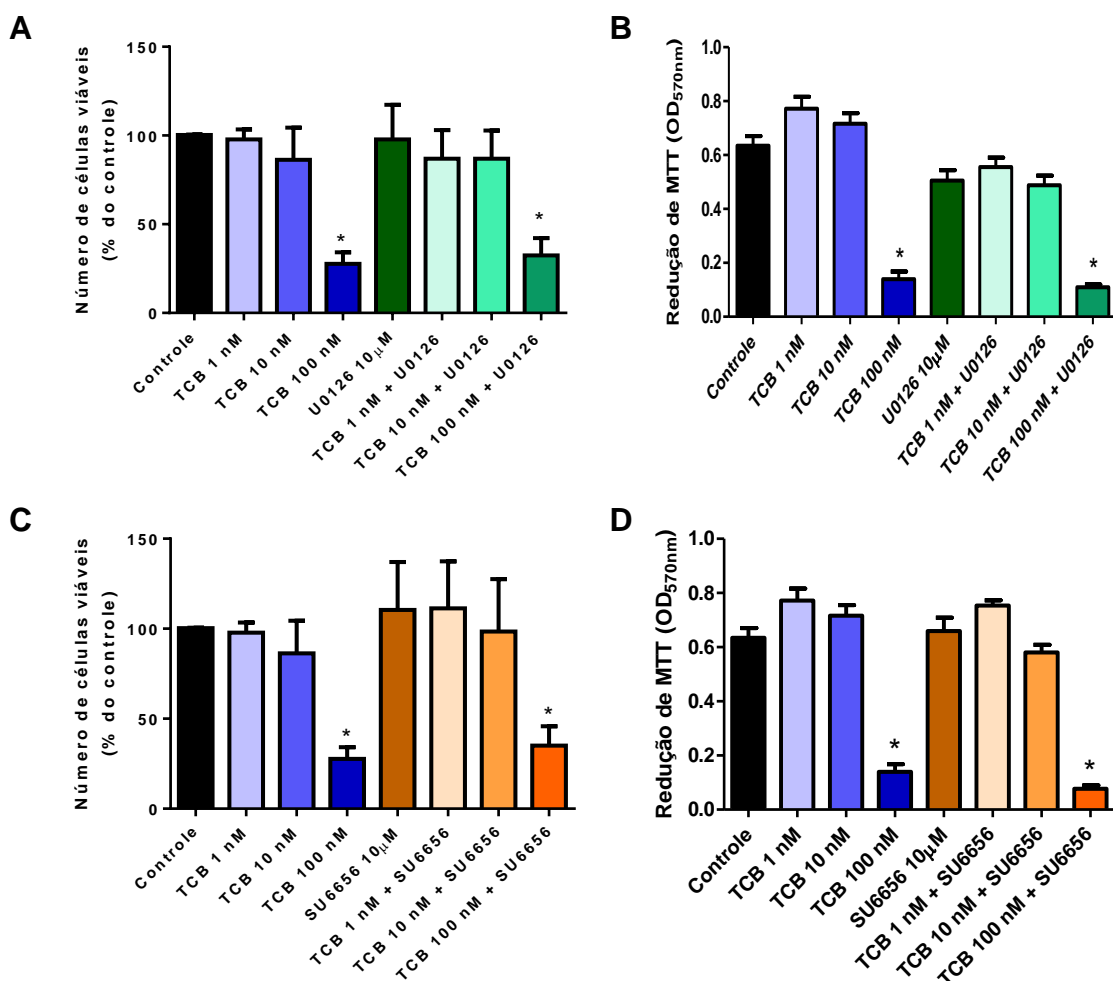 A
Número de células viáveis
(% do controle)
150
100
50
0
*
*
Controle
TCB 1 nM
TCB 10 nM
TCB 100 nM
U0126 10µM
TCB 1 nM + U0126
TCB 10 nM + U0126
TCB 100 nM + U0126
B
Redução de MTT (OD570nm)
1.0
0.8
0.6
0.4
0.2
0.0
*
*
Controle
TCB 1 nM
TCB 10 nM
TCB 100 nM
U0126 10µM
TCB 1 nM + U0126
TCB 10 nM + U0126
TCB 100 nM + U0126
C
Número de células viáveis
(% do controle)
150
100
50
0
*
*
Controle
TCB 1 nM
TCB 10 nM
TCB 100 nM
SU6656 10µM
TCB 1 nM + SU6656
TCB 10 nM + SU6656
TCB 100 nM + SU6656
D
Redução de MTT (OD570nm)
1.0
0.8
0.6
0.4
0.2
0.0
*
*
Controle
TCB 1 nM
TCB 10 nM
TCB 100 nM
SU6656 10µM
TCB 1 nM + SU6656
TCB 10 nM + SU6656
TCB 100 nM + SU6656